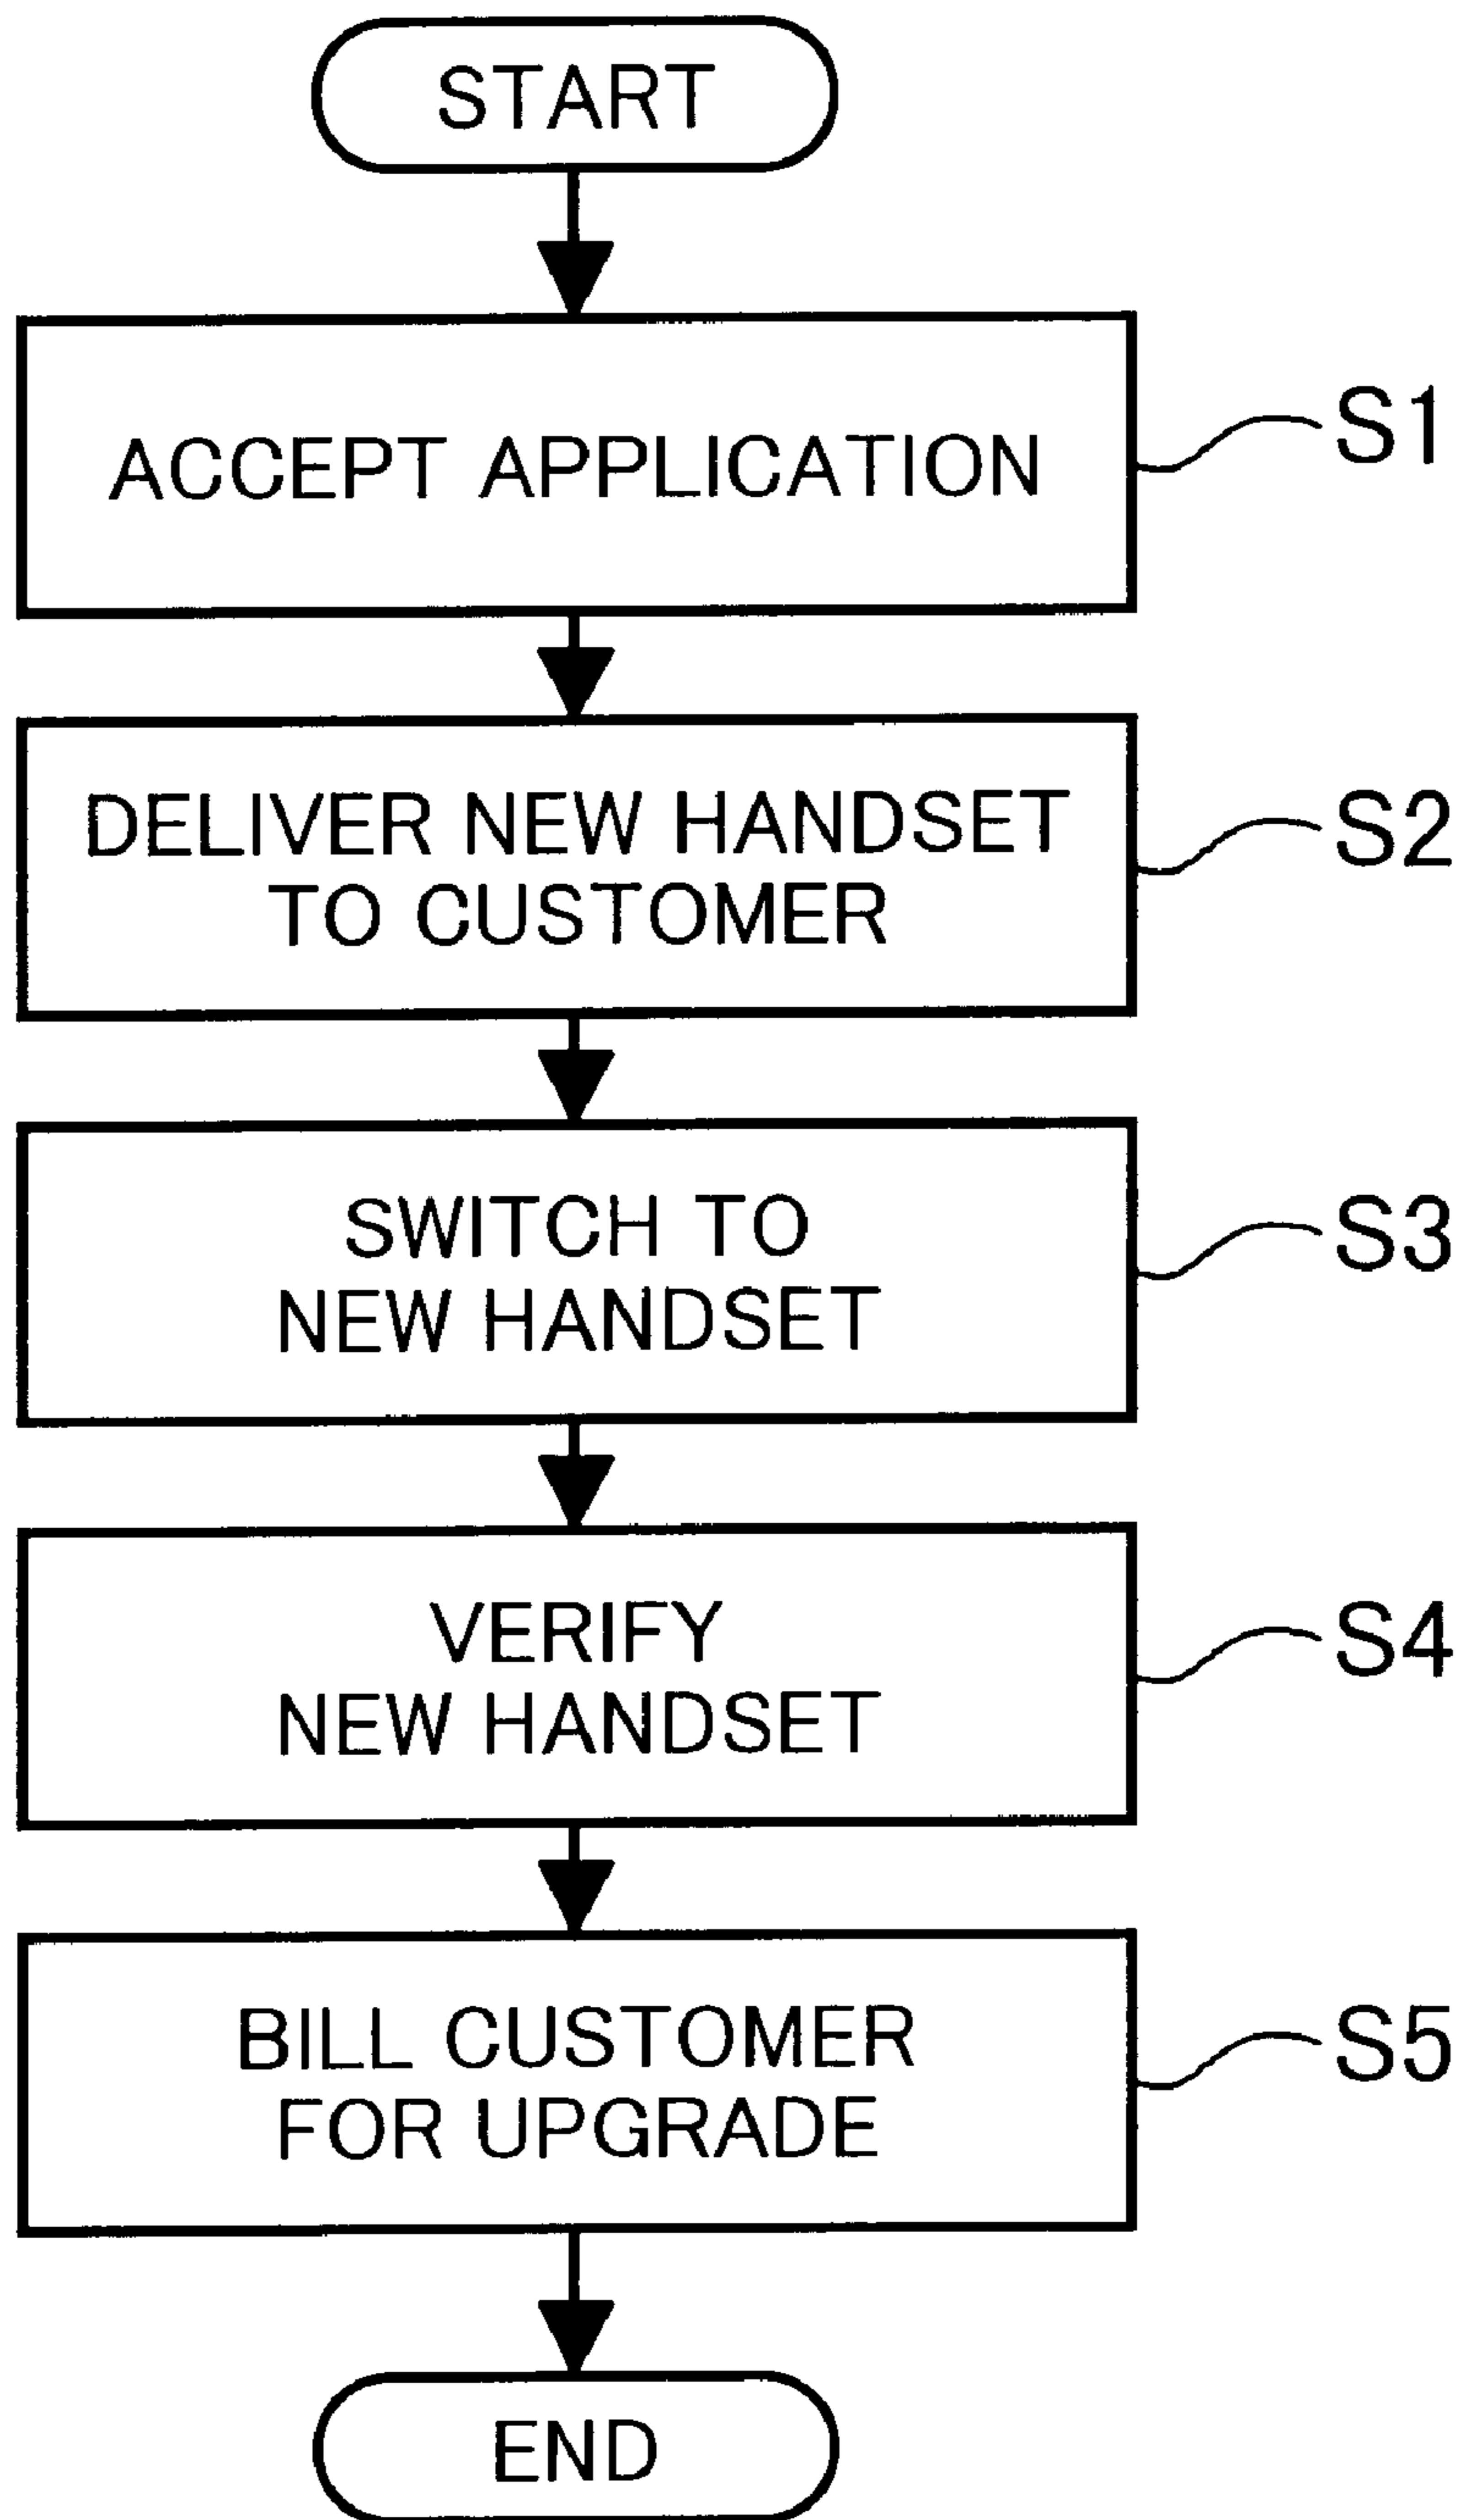 START
ACCEPT APPLICATION
S1
DELIVER NEW HANDSET
TO CUSTOMER
S2
SWITCH TO
NEW HANDSET
S3
VERIFY
NEW HANDSET
S4
BILL CUSTOMER
FOR UPGRADE
S5
END